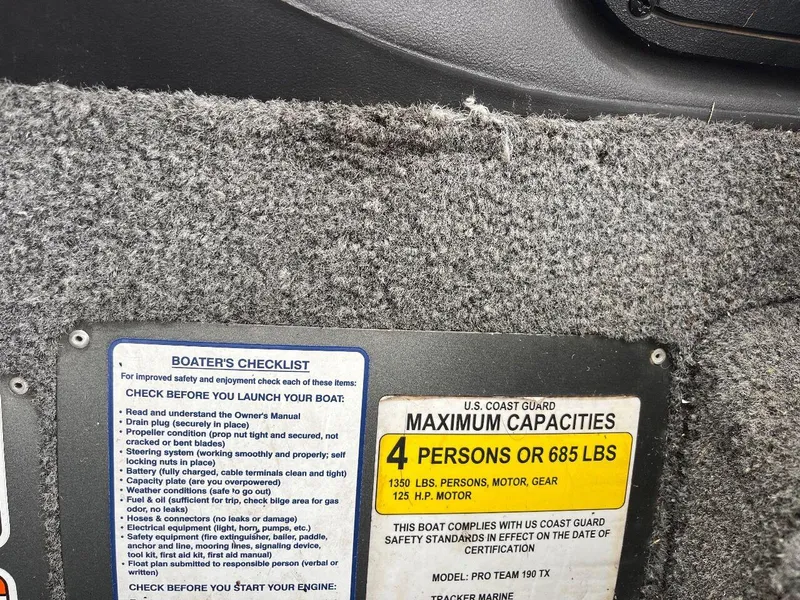 BOATER'S CHECKLIST
For improved safety and enjoyment check each of these items:
CHECK BEFORE YOU LAUNCH YOUR BOAT:
• Read and understand the Owner's Manual
• Drain plug (securely in place)
• Propeller condition (prop nut tight and secured, not
cracked or bent blades)
• Steering system (working smoothly and properly; self
locking nuts in place)
• Battery (fully charged, cable terminals clean and tight)
• Capacity plate (are you overpowered)
• Weather conditions (safe to go out)
• Fuel & oil (sufficient for trip, check bilge area for gas
odor, no leaks)
• Hoses & connectors (no leaks or damage)
• Electrical equipment (light, horn, pumps, etc.)
• Safety equipment (fire extinguisher, bailer, paddle,
anchor and line, mooring lines, signaling device,
tool kit, first aid kit, first aid manual)
• Float plan submitted to responsible person (verbal or
written)
CHECK BEFORE YOU START YOUR ENGINE:
U.S. COAST GUARD
MAXIMUM CAPACITIES
4 PERSONS OR 685 LBS
1350 LBS. PERSONS, MOTOR, GEAR
125 H.P. MOTOR
THIS BOAT COMPLIES WITH US COAST GUARD
SAFETY STANDARDS IN EFFECT ON THE DATE OF
CERTIFICATION
MODEL: PRO TEAM 190 TX
TRACKER MARINE